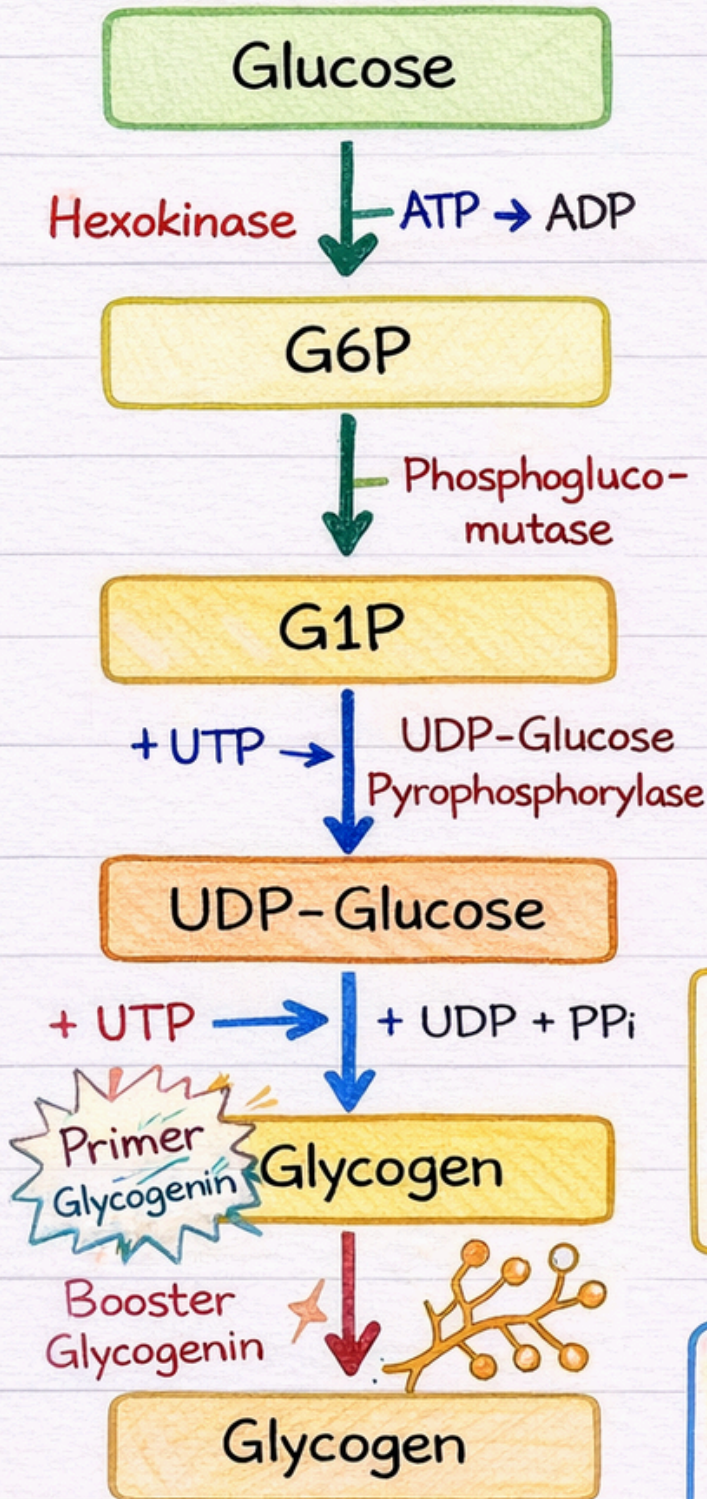 Glucose
Hexokinase
ATP → ADP
G6P
Phosphogluco-
mutase
G1P
+ UTP →
UDP-Glucose
Pyrophosphorylase
UDP-Glucose
+ UTP →
+ UDP + PPi
Primer
Glycogenin
Glycogen
Booster
Glycogenin
Glycogen